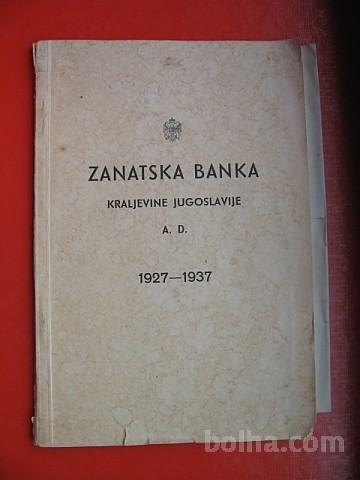 ZANATSKA BANKA
KRALJEVINE JUGOSLAVIJE
A. D.
1927—1937
bolha.com